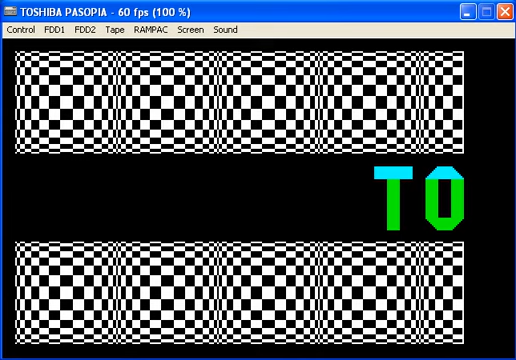 TOSHIBA PASOPIA - 60 fps (100 %)
Control FDD1 FDD2 Tape RAMPAC Screen Sound
TO